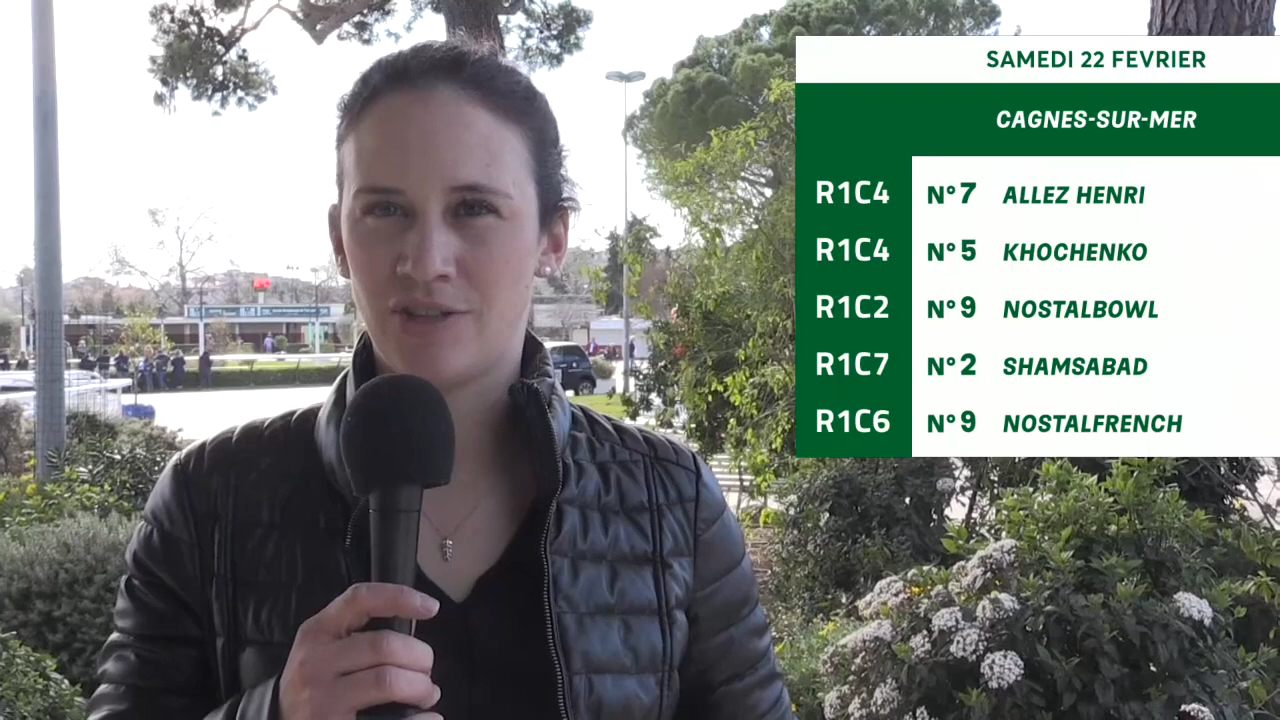 SAMEDI 22 FEVRIER
CAGNES-SUR-MER
R1C4 N° 7 ALLEZ HENRI
R1C4 N° 5 KHOCHENKO
R1C2 N° 9 NOSTALBOWL
R1C7 N° 2 SHAMSABAD
R1C6 N° 9 NOSTALFRENCH